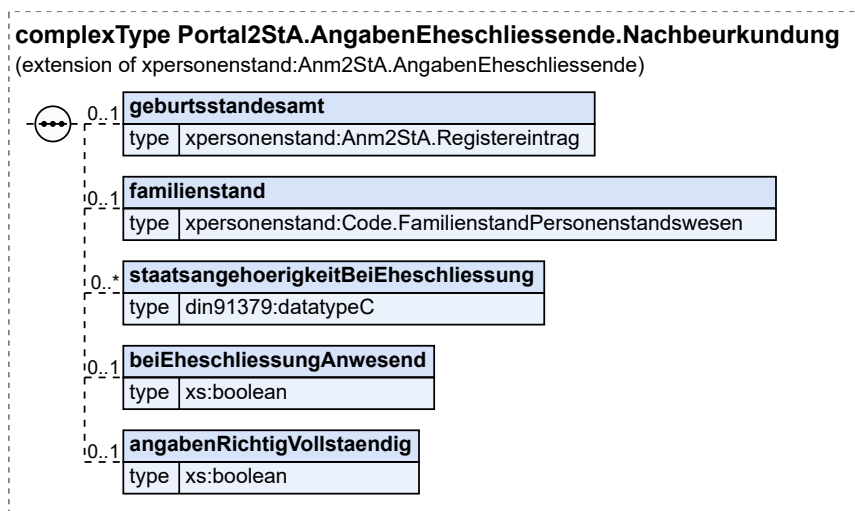 complexType Portal2StA.AngabenEheschliessende.Nachbeurkundung
(extension of xpersonenstand:Anm2StA.AngabenEheschliessende)
0..1 geburtsstandesamt
type xpersonenstand:Anm2StA.Registereintrag
0..1 familienstand
type xpersonenstand:Code.FamilienstandPersonenstandswesen
0..* staatsangehoerigkeitBeiEheschliessung
type din91379:datatypeC
0..1 beiEheschliessungAnwesend
type xs:boolean
0..1 angabenRichtigVollstaendig
type xs:boolean